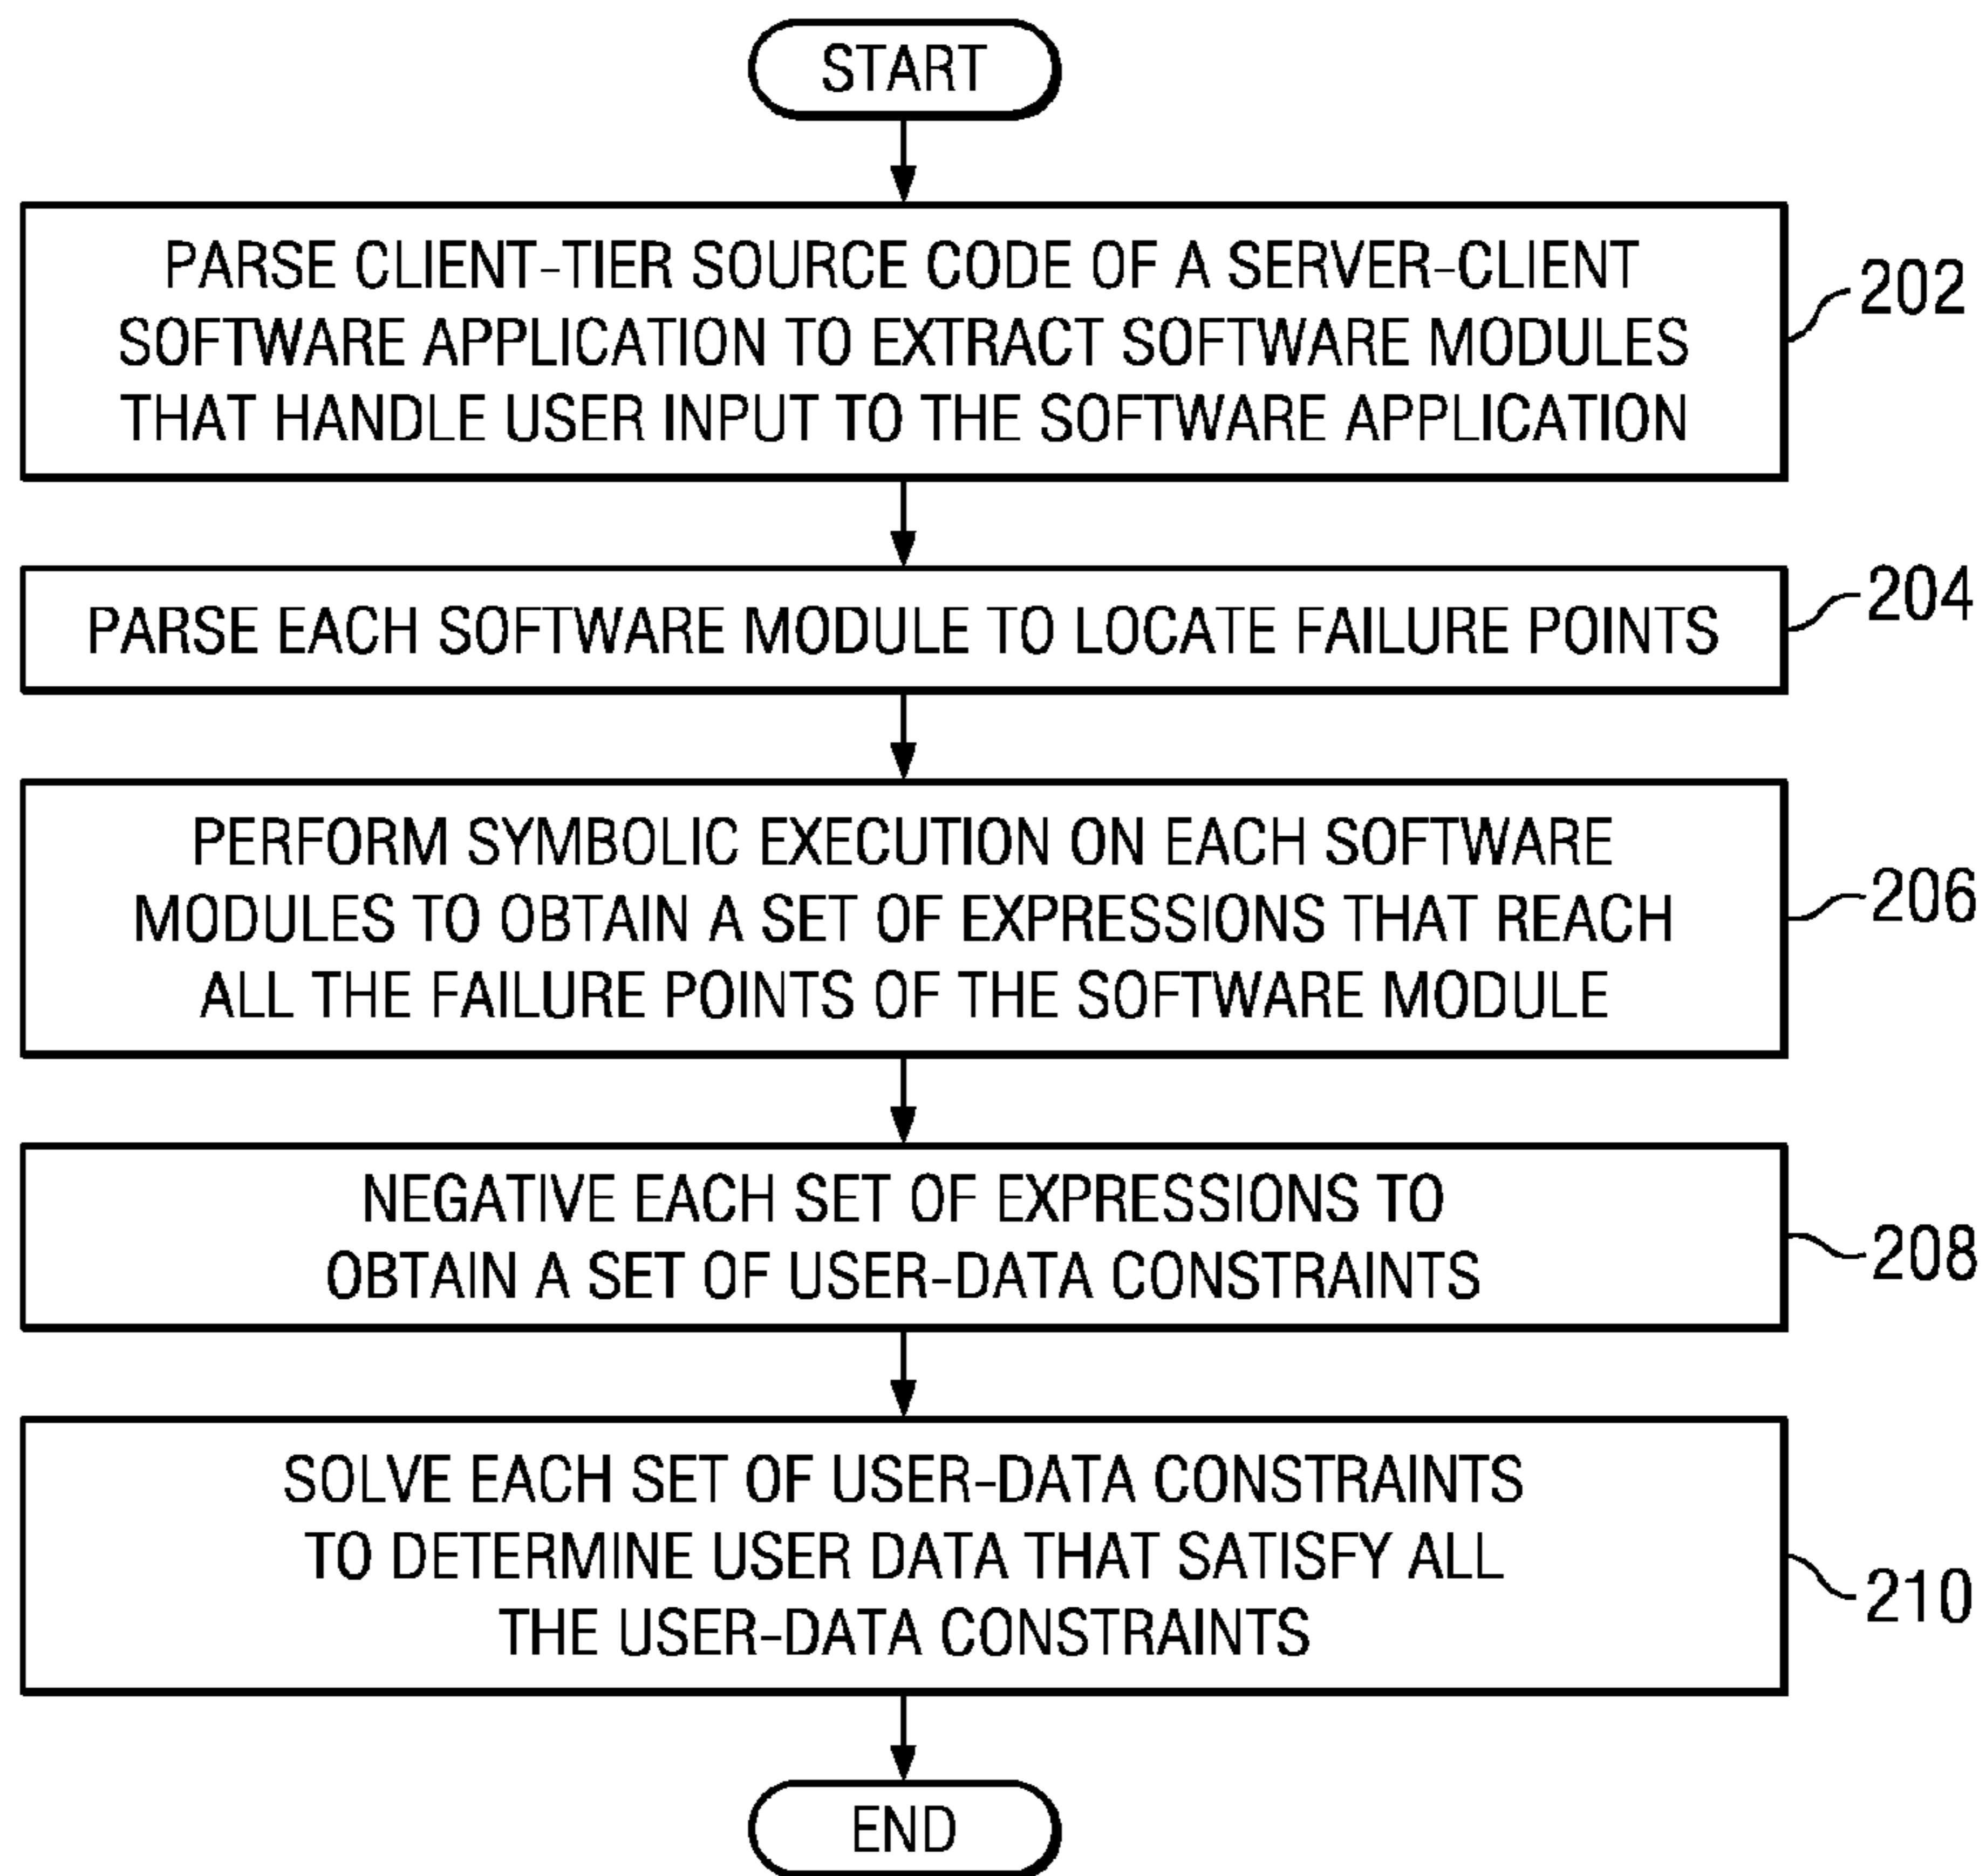 START
PARSE CLIENT-TIER SOURCE CODE OF A SERVER-CLIENT
SOFTWARE APPLICATION TO EXTRACT SOFTWARE MODULES
THAT HANDLE USER INPUT TO THE SOFTWARE APPLICATION
202
PARSE EACH SOFTWARE MODULE TO LOCATE FAILURE POINTS
204
PERFORM SYMBOLIC EXECUTION ON EACH SOFTWARE
MODULES TO OBTAIN A SET OF EXPRESSIONS THAT REACH
ALL THE FAILURE POINTS OF THE SOFTWARE MODULE
206
NEGATIVE EACH SET OF EXPRESSIONS TO
OBTAIN A SET OF USER-DATA CONSTRAINTS
208
SOLVE EACH SET OF USER-DATA CONSTRAINTS
TO DETERMINE USER DATA THAT SATISFY ALL
THE USER-DATA CONSTRAINTS
210
END